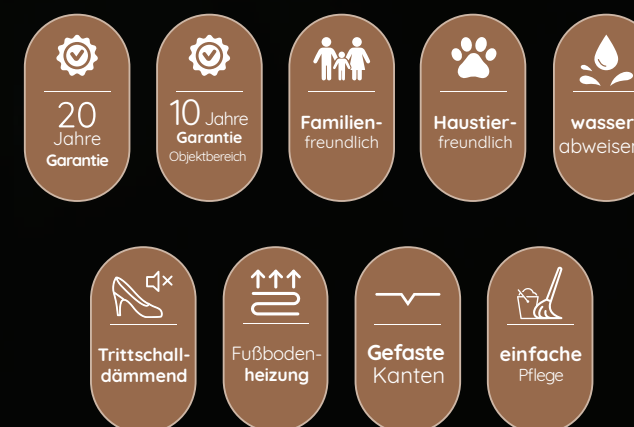 20
Jahre
Garantie
10 Jahre
Garantie
Objektbereich
Familien-
freundlich
Haustier-
freundlich
wasser
abweisen
Trittschall-
dämmend
Fußboden-
heizung
Gefaste
Kanten
einfache
Pflege